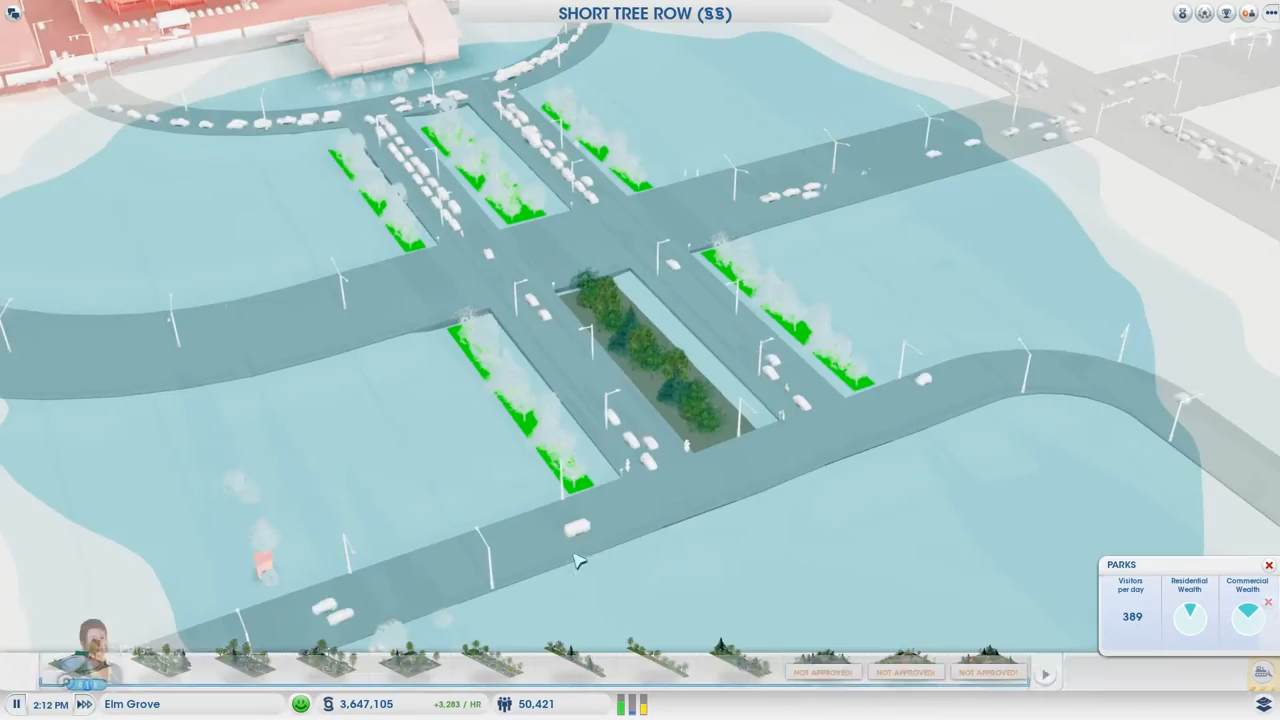 SHORT TREE ROW (§§)
PARKS
Visitors per day
Residential Wealth
Commercial Wealth
389
NOT APPROVED!
NOT APPROVED!
NOT APPROVED!
2:12 PM
Elm Grove
3,647,105
+3,283 / HR
50,421